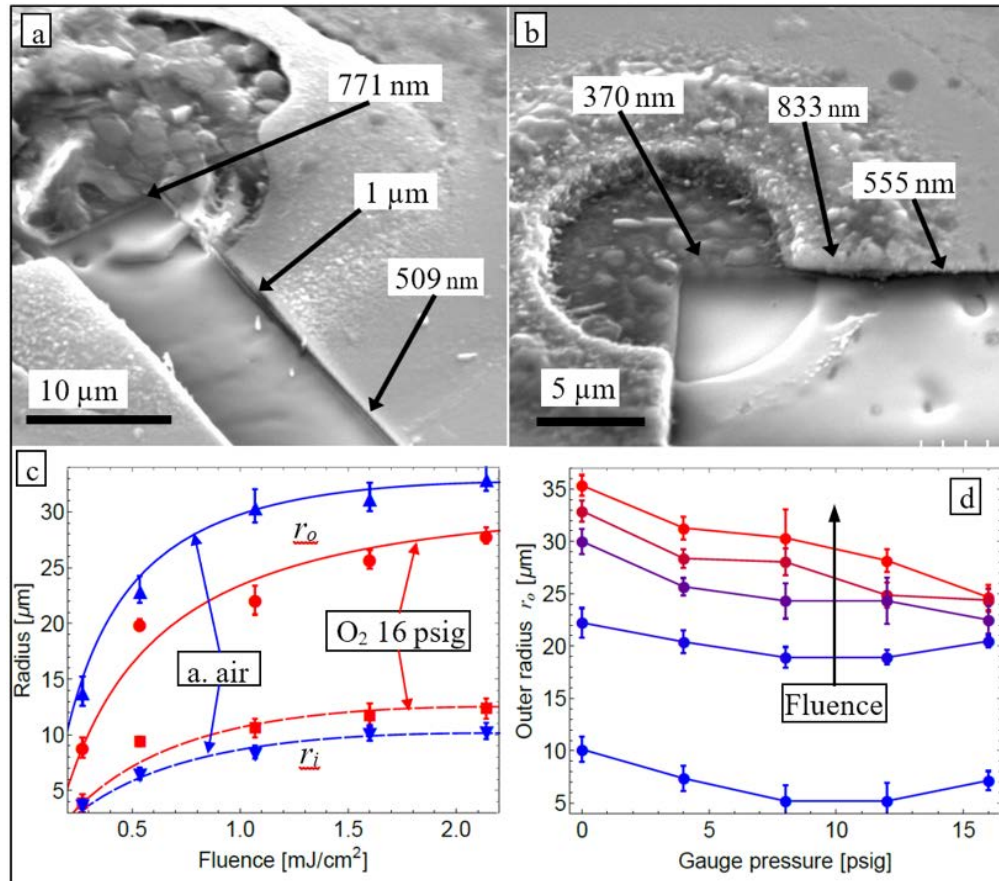 a
771 nm
1 µm
509 nm
10 µm
b
370 nm
833 nm
555 nm
5 µm
c
Radius [µm]
30
25
20
15
10
5
rₒ
O₂ 16 psig
a. air
rᵢ
0.5 1.0 1.5 2.0
Fluence [mJ/cm²]
d
Outer radius rₒ [µm]
35
30
25
20
15
10
5
Fluence
0 5 10 15
Gauge pressure [psig]